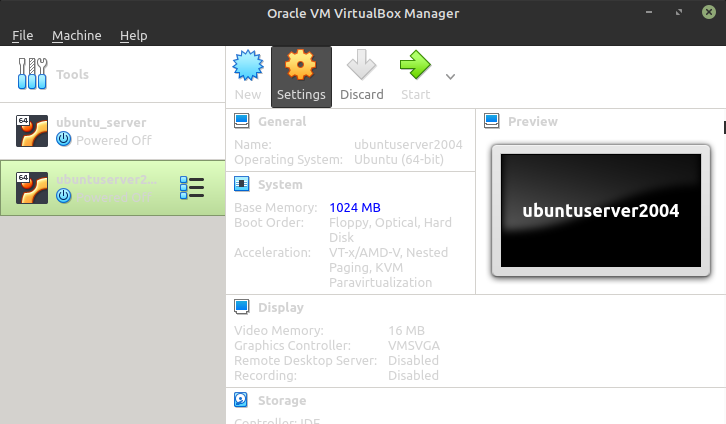 Oracle VM VirtualBox Manager
File Machine Help
Tools
New
Settings
Discard
Start
64
ubuntu_server
Powered Off
64
ubuntuserver2...
Powered Off
General
Name: ubuntuserver2004
Operating System: Ubuntu (64-bit)
System
Base Memory: 1024 MB
Boot Order: Floppy, Optical, Hard
Disk
Acceleration: VT-x/AMD-V, Nested
Paging, KVM
Paravirtualization
Preview
ubuntuserver2004
Display
Video Memory: 16 MB
Graphics Controller: VMSVGA
Remote Desktop Server: Disabled
Recording: Disabled
Storage
Controller: IDE